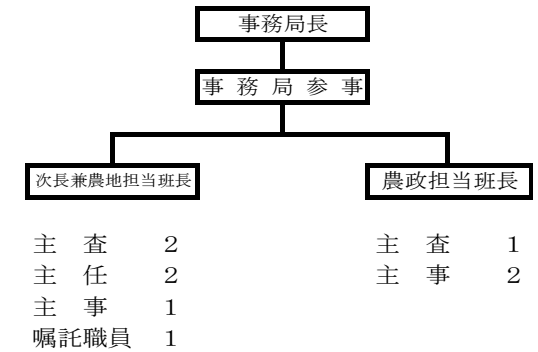 事務局長
事務局参事
次長兼農地担当班長
農政担当班長
主　査　2
主　任　2
主　事　1
嘱託職員　1
主　査　1
主　事　2